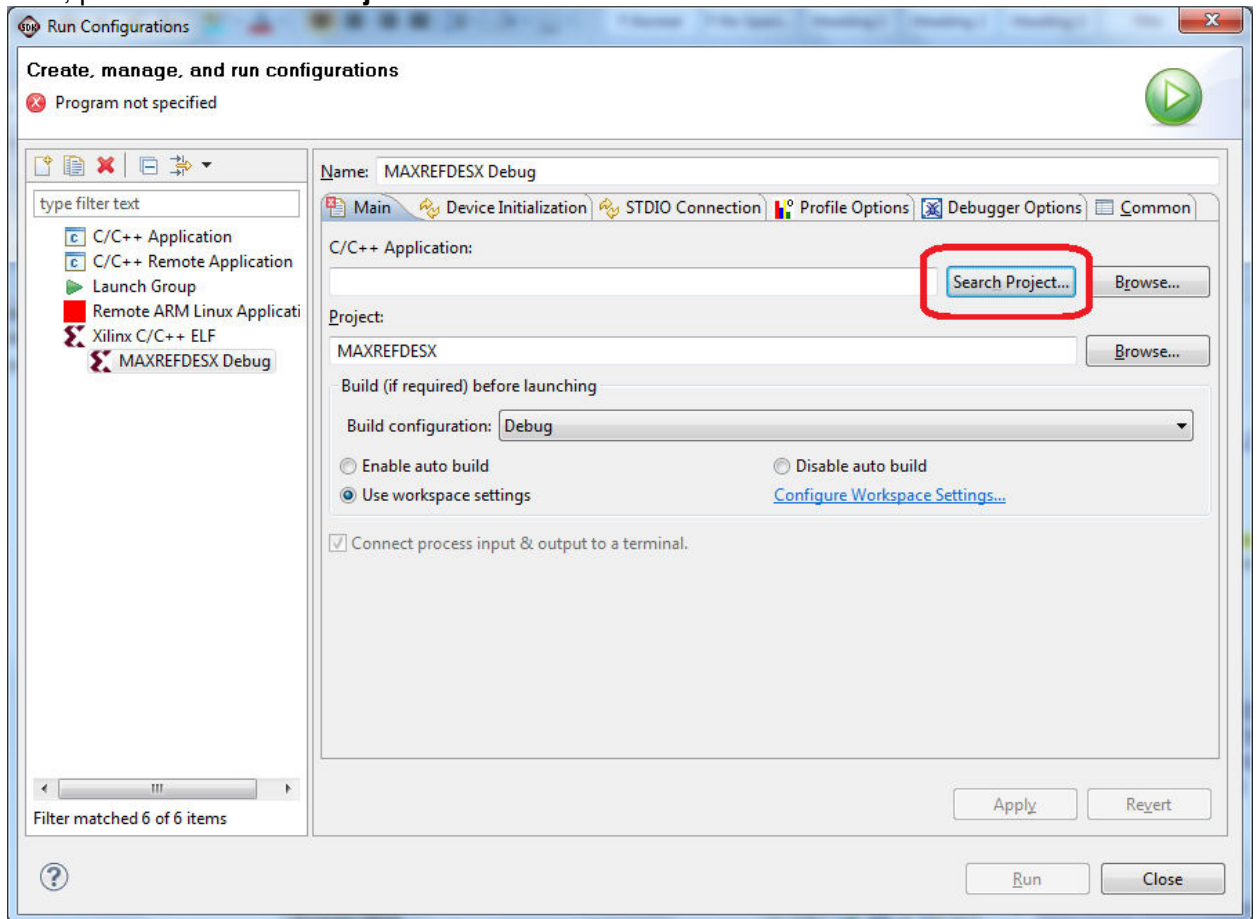 Run Configurations
Create, manage, and run configurations
Program not specified
type filter text
C/C++ Application
C/C++ Remote Application
Launch Group
Remote ARM Linux Applicati
Xilinx C/C++ ELF
MAXREFDESX Debug
Filter matched 6 of 6 items
Name: MAXREFDESX Debug
Main Device Initialization STDIO Connection Profile Options Debugger Options Common
C/C++ Application:
Search Project... Browse...
Project:
MAXREFDESX Browse...
Build (if required) before launching
Build configuration: Debug
Enable auto build Disable auto build
Use workspace settings Configure Workspace Settings...
Connect process input & output to a terminal.
Apply Revert
Run Close